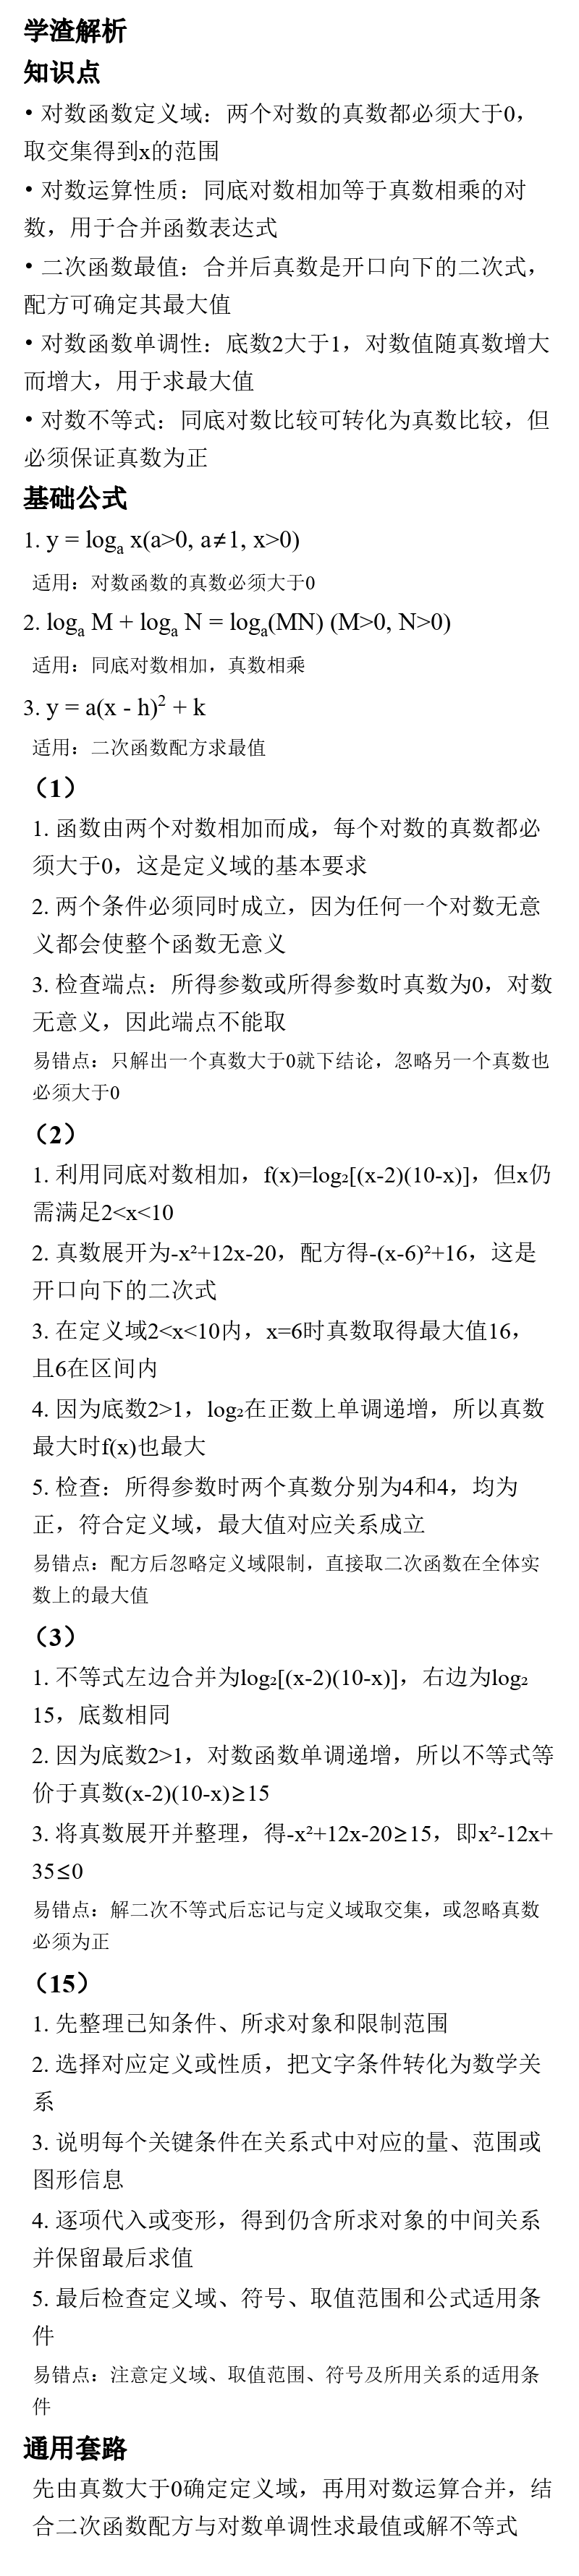 学渣解析
知识点
• 对数函数定义域：两个对数的真数都必须大于0，
取交集得到x的范围
• 对数运算性质：同底对数相加等于真数相乘的对
数，用于合并函数表达式
• 二次函数最值：合并后真数是开口向下的二次式，
配方可确定其最大值
• 对数函数单调性：底数2大于1，对数值随真数增大
而增大，用于求最大值
• 对数不等式：同底对数比较可转化为真数比较，但
必须保证真数为正
基础公式
1. y = logₐ x(a>0, a≠1, x>0)
适用：对数函数的真数必须大于0
2. logₐ M + logₐ N = logₐ(MN) (M>0, N>0)
适用：同底对数相加，真数相乘
3. y = a(x - h)² + k
适用：二次函数配方求最值
（1）
1. 函数由两个对数相加而成，每个对数的真数都必
须大于0，这是定义域的基本要求
2. 两个条件必须同时成立，因为任何一个对数无意
义都会使整个函数无意义
3. 检查端点：所得参数或所得参数时真数为0，对数
无意义，因此端点不能取
易错点：只解出一个真数大于0就下结论，忽略另一个真数也
必须大于0
（2）
1. 利用同底对数相加，f(x)=log₂[(x-2)(10-x)]，但x仍
需满足2<x<10
2. 真数展开为-x²+12x-20，配方得-(x-6)²+16，这是
开口向下的二次式
3. 在定义域2<x<10内，x=6时真数取得最大值16，
且6在区间内
4. 因为底数2>1，log₂在正数上单调递增，所以真数
最大时f(x)也最大
5. 检查：所得参数时两个真数分别为4和4，均为
正，符合定义域，最大值对应关系成立
易错点：配方后忽略定义域限制，直接取二次函数在全体实
数上的最大值
（3）
1. 不等式左边合并为log₂[(x-2)(10-x)]，右边为log₂
15，底数相同
2. 因为底数2>1，对数函数单调递增，所以不等式等
价于真数(x-2)(10-x)≥15
3. 将真数展开并整理，得-x²+12x-20≥15，即x²-12x+
35≤0
易错点：解二次不等式后忘记与定义域取交集，或忽略真数
必须为正
（15）
1. 先整理已知条件、所求对象和限制范围
2. 选择对应定义或性质，把文字条件转化为数学关
系
3. 说明每个关键条件在关系式中对应的量、范围或
图形信息
4. 逐项代入或变形，得到仍含所求对象的中间关系
并保留最后求值
5. 最后检查定义域、符号、取值范围和公式适用条
件
易错点：注意定义域、取值范围、符号及所用关系的适用条
件
通用套路
先由真数大于0确定定义域，再用对数运算合并，结
合二次函数配方与对数单调性求最值或解不等式